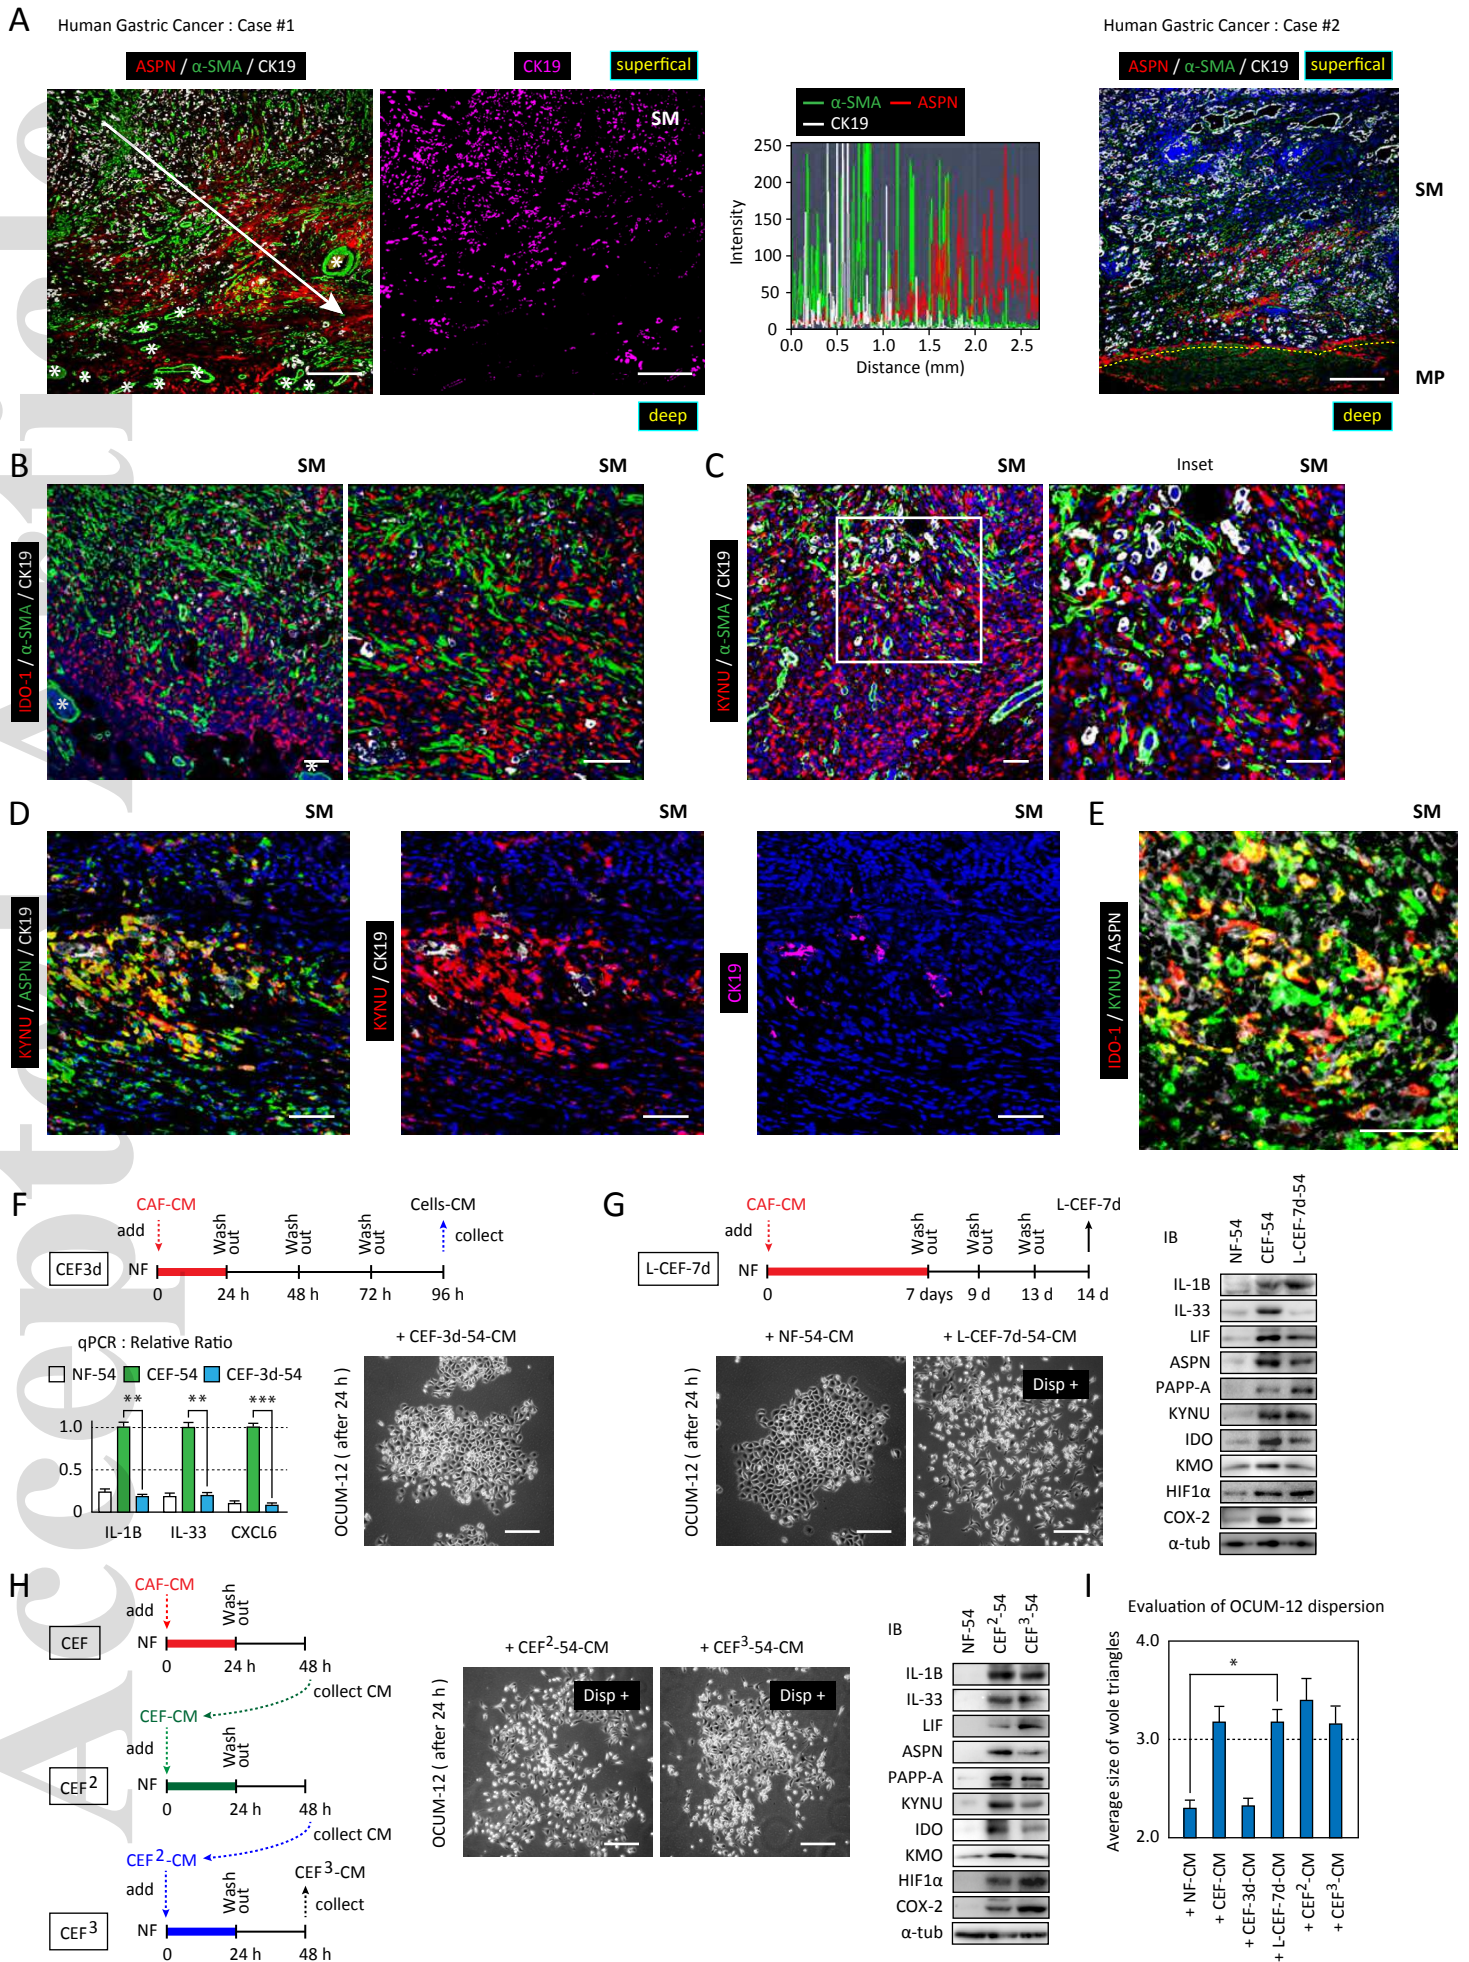 Accepted Article
A
Human Gastric Cancer : Case #1
ASPN / α-SMA / CK19
CK19
superfical
SM
deep
α-SMA ASPN
CK19
Intensity
250
200
150
100
50
0
0.0 0.5 1.0 1.5 2.0 2.5
Distance (mm)
Human Gastric Cancer : Case #2
ASPN / α-SMA / CK19
superfical
SM
MP
deep
B
SM
SM
IDO-1 / α-SMA / CK19
C
SM
Inset
SM
KYNU / α-SMA / CK19
D
SM
SM
SM
KYNU / ASPN / CK19
KYNU / CK19
CK19
E
SM
IDO-1 / KYNU / ASPN
F
CAF-CM
add
Wash out
Wash out
Wash out
Cells-CM
collect
CEF3d
NF
0 24 h 48 h 72 h 96 h
qPCR : Relative Ratio
NF-54 CEF-54 CEF-3d-54
** ** ***
1.0
0.5
0
IL-1B IL-33 CXCL6
+ CEF-3d-54-CM
OCUM-12 ( after 24 h )
G
CAF-CM
add
Wash out
Wash out
Wash out
L-CEF-7d
L-CEF-7d
NF
0 7 days 9 d 13 d 14 d
+ NF-54-CM
+ L-CEF-7d-54-CM
OCUM-12 ( after 24 h )
Disp +
IB
NF-54
CEF-54
L-CEF-7d-54
IL-1B
IL-33
LIF
ASPN
PAPP-A
KYNU
IDO
KMO
HIF1α
COX-2
α-tub
H
CAF-CM
add
Wash out
CEF
NF
0 24 h 48 h
collect CM
CEF-CM
add
Wash out
CEF2
NF
0 24 h 48 h
collect CM
CEF2-CM
add
Wash out
CEF3-CM
collect
CEF3
NF
0 24 h 48 h
+ CEF2-54-CM
+ CEF3-54-CM
OCUM-12 ( after 24 h )
Disp +
Disp +
IB
NF-54
CEF2-54
CEF3-54
IL-1B
IL-33
LIF
ASPN
PAPP-A
KYNU
IDO
KMO
HIF1α
COX-2
α-tub
I
Evaluation of OCUM-12 dispersion
Average size of wole triangles
4.0
3.0
2.0
*
+ NF-CM
+ CEF-CM
+ CEF-3d-CM
+ L-CEF-7d-CM
+ CEF2-CM
+ CEF3-CM